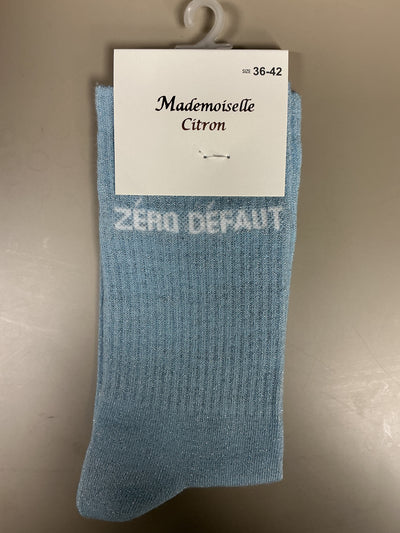 SIZE 36-42
Mademoiselle
Citron
ZÉRO DÉFAUT